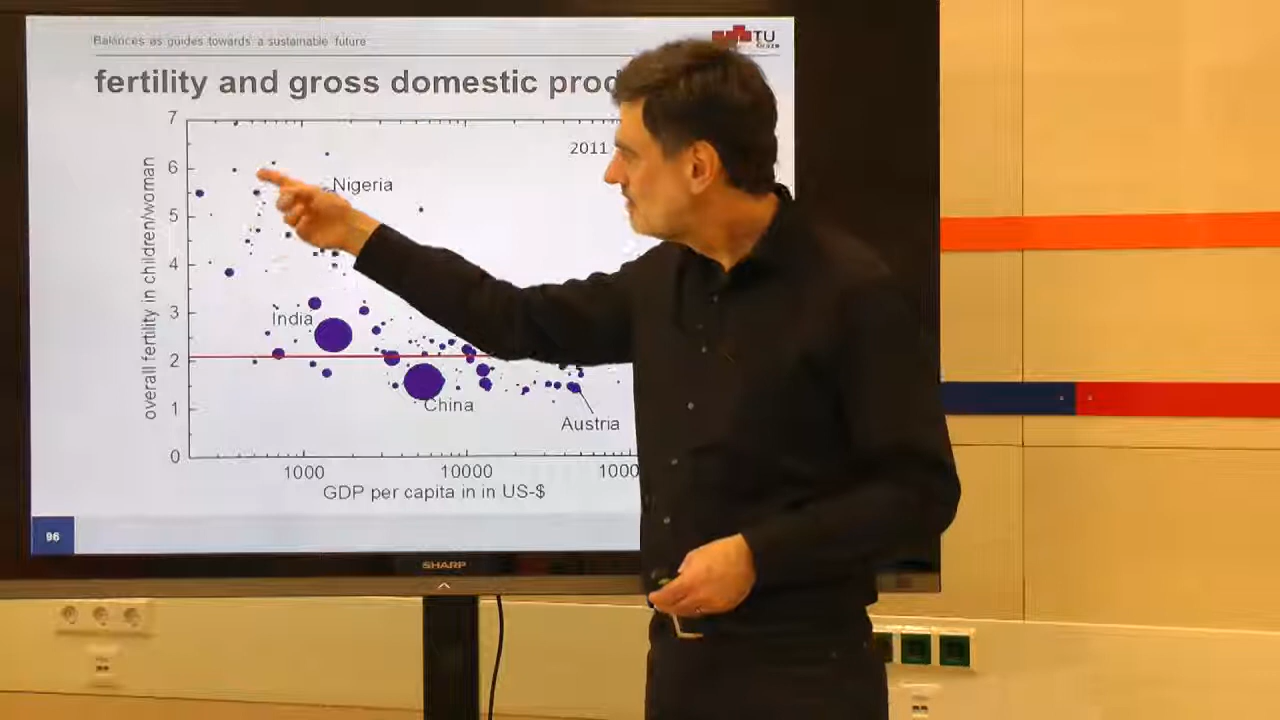 Balances as guides towards a sustainable future
TU
Graz
fertility and gross domestic prod
7
6
5
4
3
2
1
0
overall fertility in children/woman
2011
Nigeria
India
China
Austria
1000
10000
1000
GDP per capita in in US-$
96
SHARP